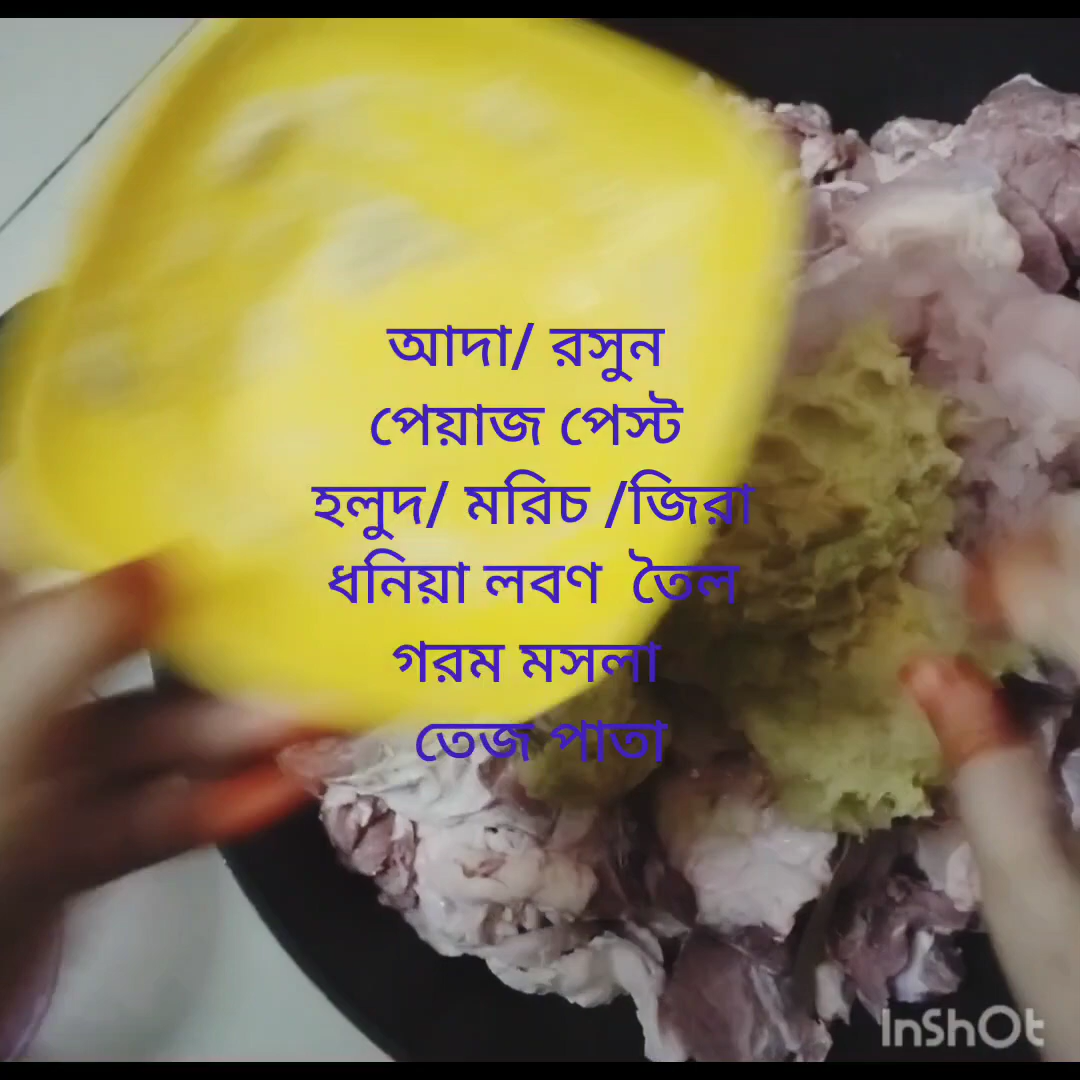 আদা/ রসুন
পেয়াজ পেস্ট
হলুদ/ মরিচ /জিরা
ধনিয়া লবণ তৈল
গরম মসলা
তেজ পাতা
InShOt